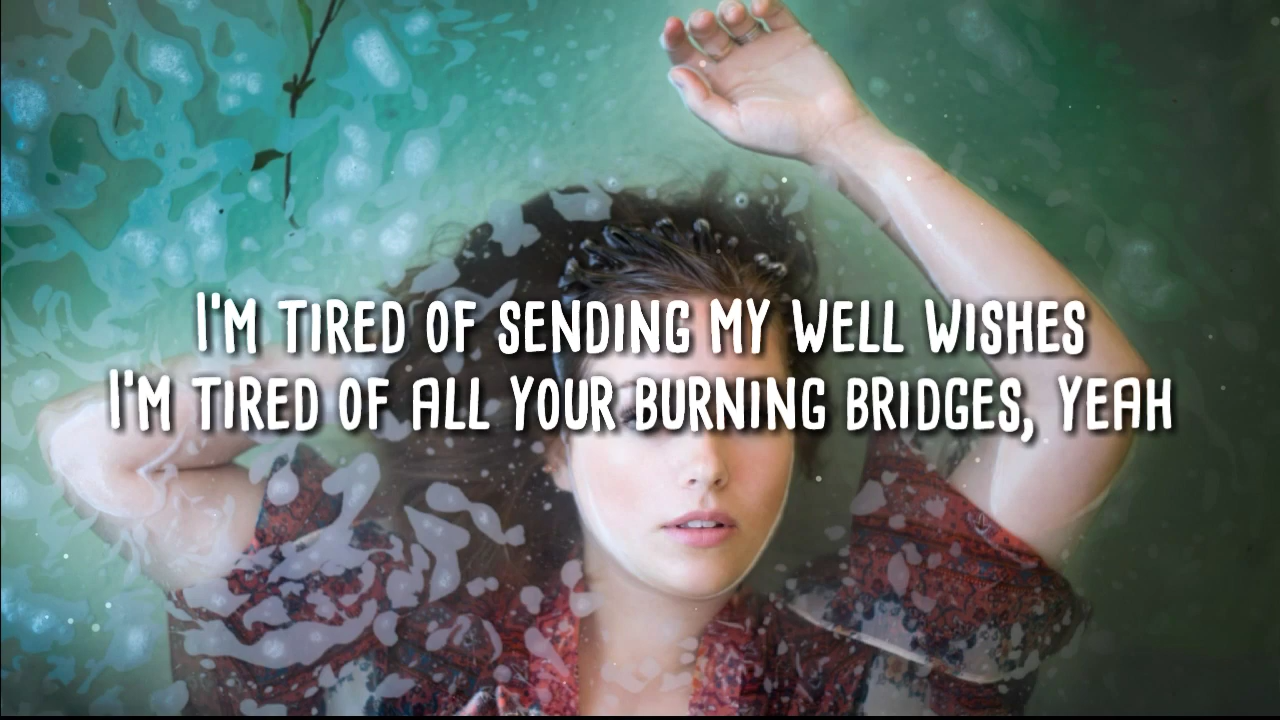 I'M TIRED OF SENDING MY WELL WISHES
I'M TIRED OF ALL YOUR BURNING BRIDGES, YEAH